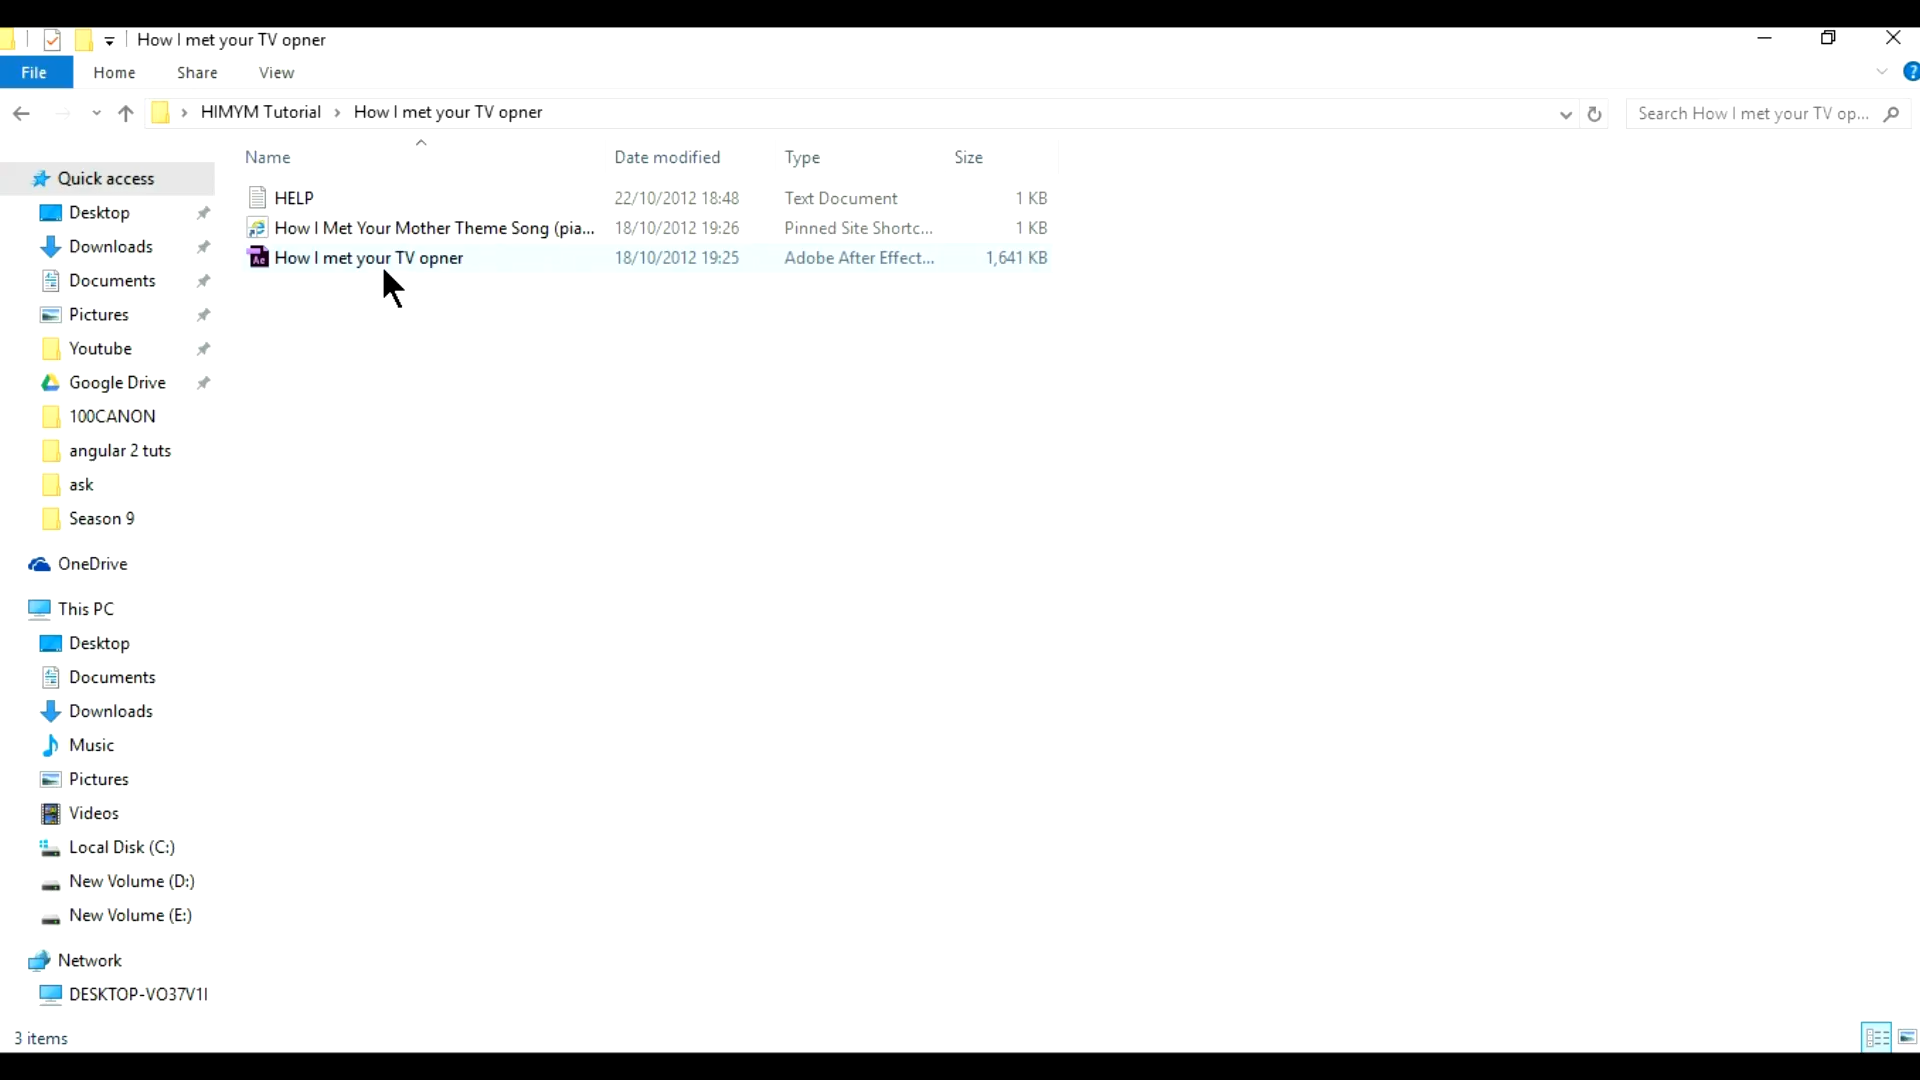 How I met your TV opner
File Home Share View
HIMYM Tutorial > How I met your TV opner
Search How I met your TV op...
Name Date modified Type Size
HELP 22/10/2012 18:48 Text Document 1 KB
How I Met Your Mother Theme Song (pia... 18/10/2012 19:26 Pinned Site Shortc... 1 KB
Ae How I met your TV opner 18/10/2012 19:25 Adobe After Effect... 1,641 KB
Quick access
Desktop
Downloads
Documents
Pictures
Youtube
Google Drive
100CANON
angular 2 tuts
ask
Season 9
OneDrive
This PC
Desktop
Documents
Downloads
Music
Pictures
Videos
Local Disk (C:)
New Volume (D:)
New Volume (E:)
Network
DESKTOP-VO37V1I
3 items